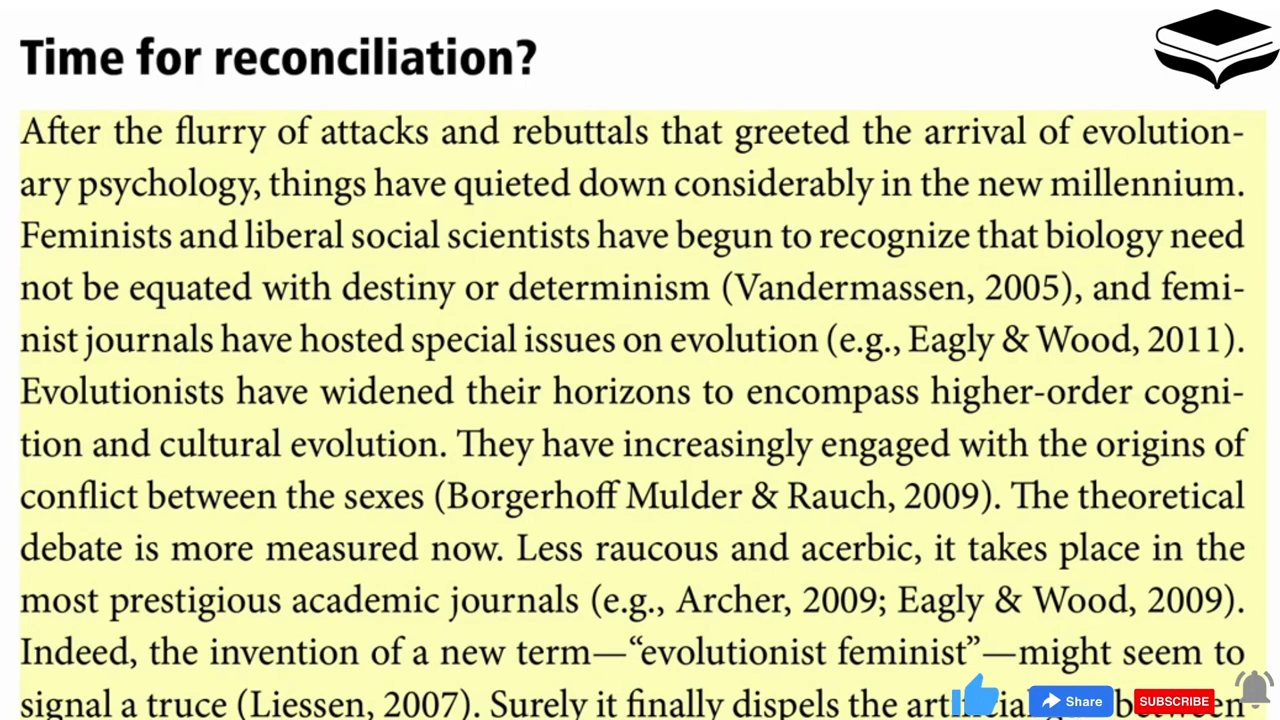 Time for reconciliation?
After the flurry of attacks and rebuttals that greeted the arrival of evolution-
ary psychology, things have quieted down considerably in the new millennium.
Feminists and liberal social scientists have begun to recognize that biology need
not be equated with destiny or determinism (Vandermassen, 2005), and femi-
nist journals have hosted special issues on evolution (e.g., Eagly & Wood, 2011).
Evolutionists have widened their horizons to encompass higher-order cogni-
tion and cultural evolution. They have increasingly engaged with the origins of
conflict between the sexes (Borgerhoff Mulder & Rauch, 2009). The theoretical
debate is more measured now. Less raucous and acerbic, it takes place in the
most prestigious academic journals (e.g., Archer, 2009; Eagly & Wood, 2009).
Indeed, the invention of a new term—“evolutionist feminist”—might seem to
signal a truce (Liessen, 2007). Surely it finally dispels the
Share
SUBSCRIBE